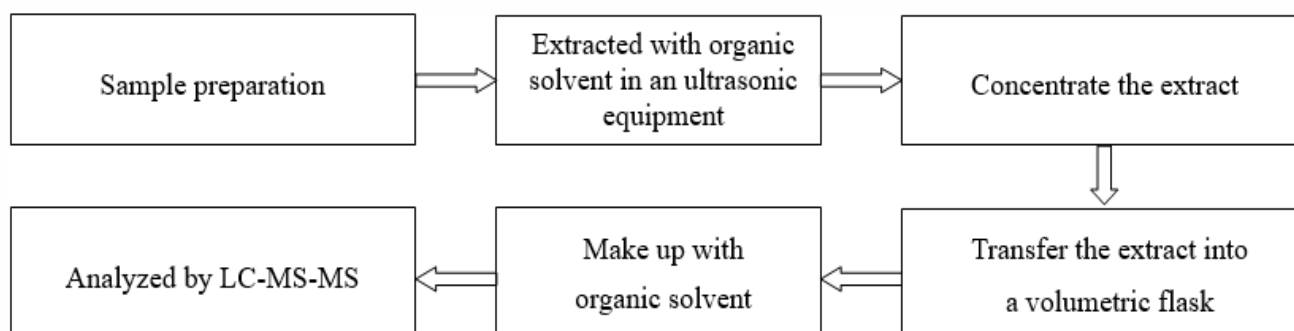 Sample preparation
Extracted with organic
solvent in an ultrasonic
equipment
Concentrate the extract
Transfer the extract into
a volumetric flask
Make up with
organic solvent
Analyzed by LC-MS-MS